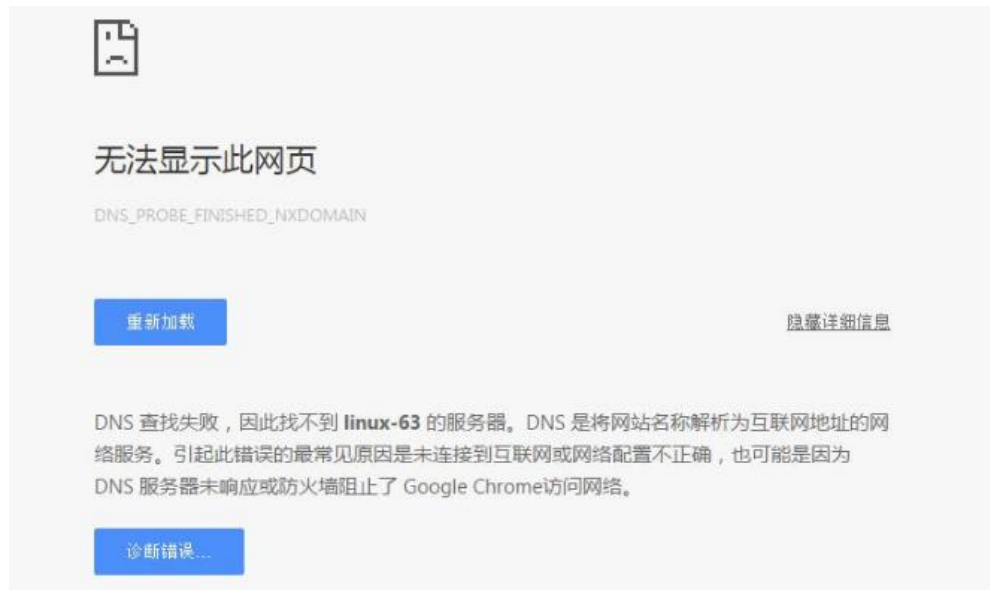 无法显示此网页
DNS_PROBE_FINISHED_NXDOMAIN
重新加载
隐藏详细信息
DNS 查找失败，因此找不到 linux-63 的服务器。DNS 是将网站名称解析为互联网地址的网
络服务。引起此错误的最常见原因是未连接到互联网或网络配置不正确，也可能是因为
DNS 服务器未响应或防火墙阻止了 Google Chrome访问网络。
诊断错误...